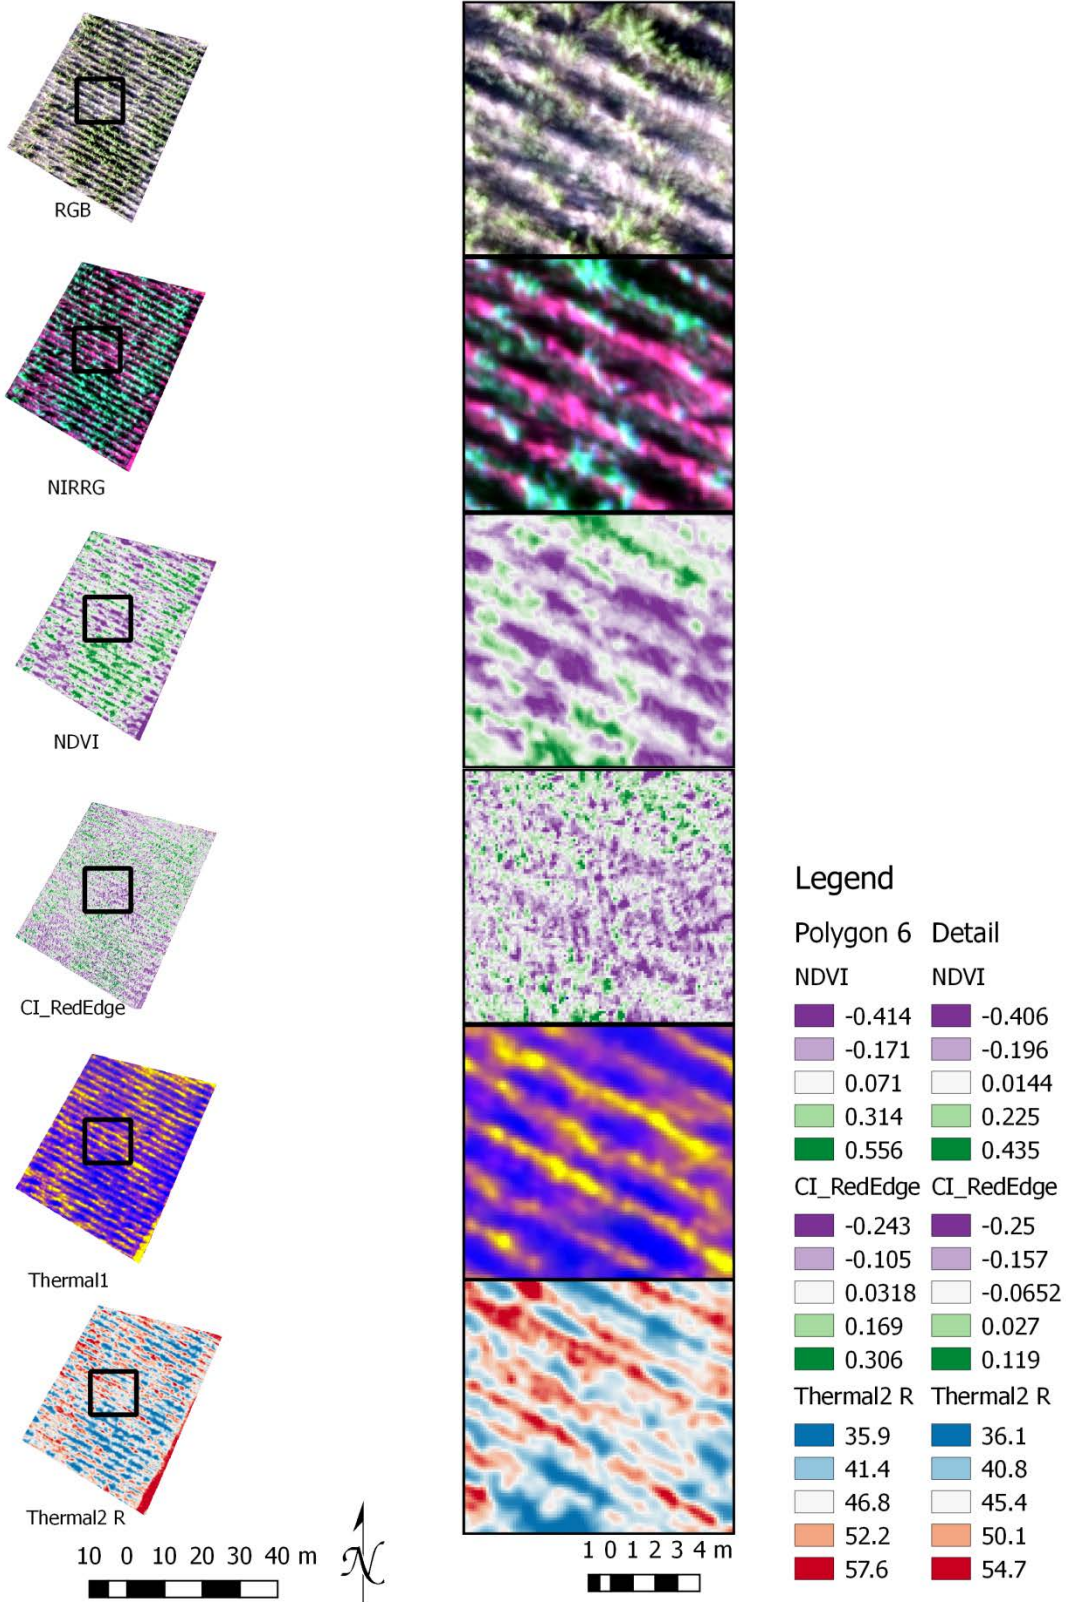 RGB
NIRRG
NDVI
CI_RedEdge
Thermal1
Thermal2 R
10 0 10 20 30 40 m
N
1 0 1 2 3 4 m
Legend
Polygon 6 Detail
NDVI NDVI
-0.414 -0.406
-0.171 -0.196
0.071 0.0144
0.314 0.225
0.556 0.435
CI_RedEdge CI_RedEdge
-0.243 -0.25
-0.105 -0.157
0.0318 -0.0652
0.169 0.027
0.306 0.119
Thermal2 R Thermal2 R
35.9 36.1
41.4 40.8
46.8 45.4
52.2 50.1
57.6 54.7